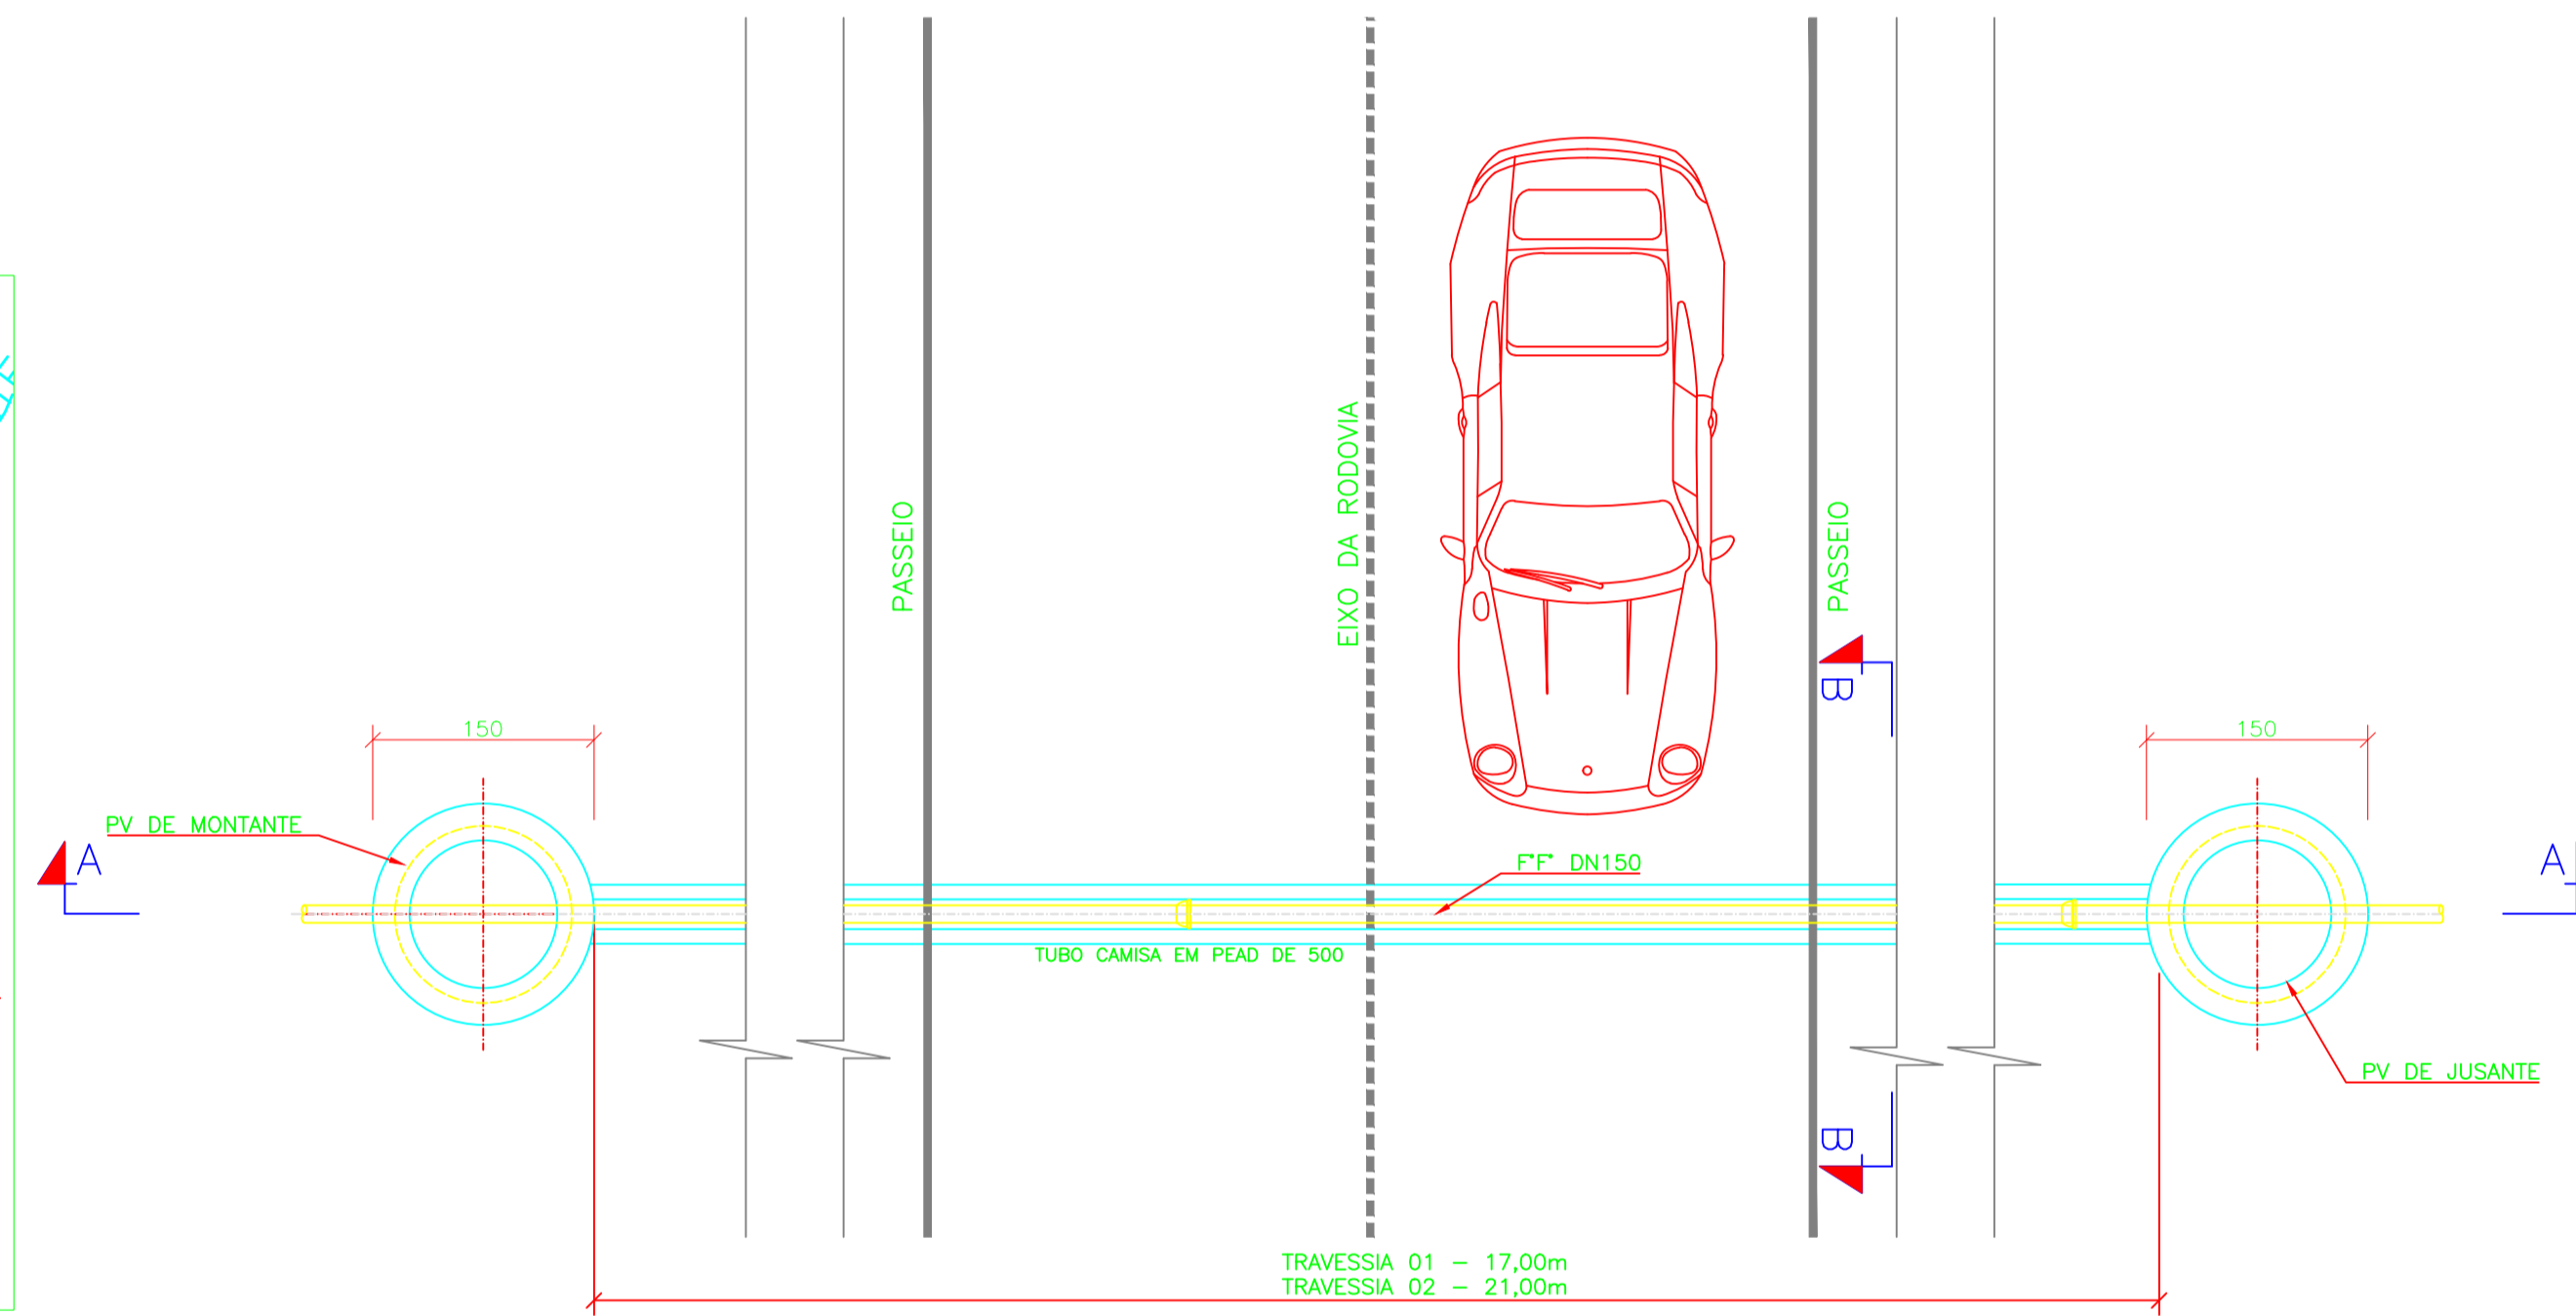 EIXO DA RODOVIA
PASSEIO
PASSEIO
B
150
150
PV DE MONTANTE
A
A
F°F° DN150
TUBO CAMISA EM PEAD DE 500
PV DE JUSANTE
B
TRAVESSIA 01 - 17,00m
TRAVESSIA 02 - 21,00m